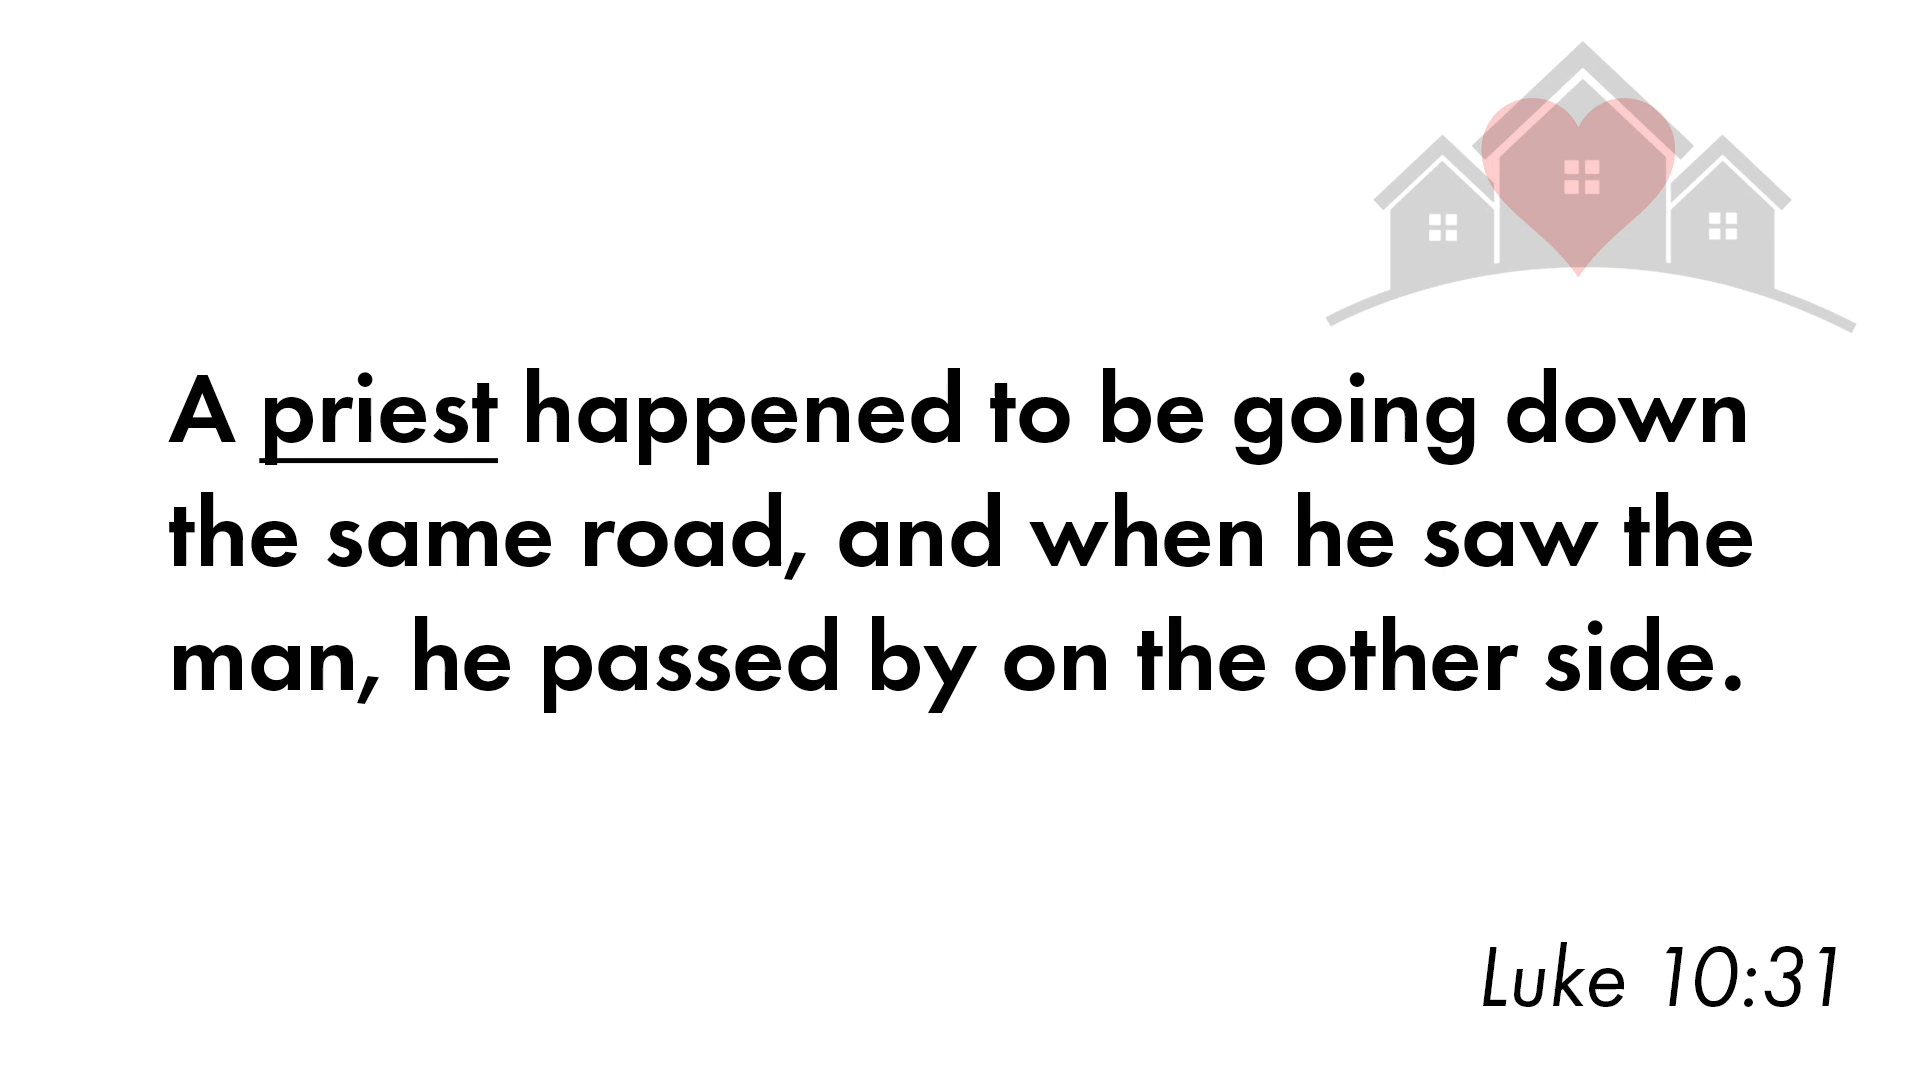 A priest happened to be going down
the same road, and when he saw the
man, he passed by on the other side.
Luke 10:31